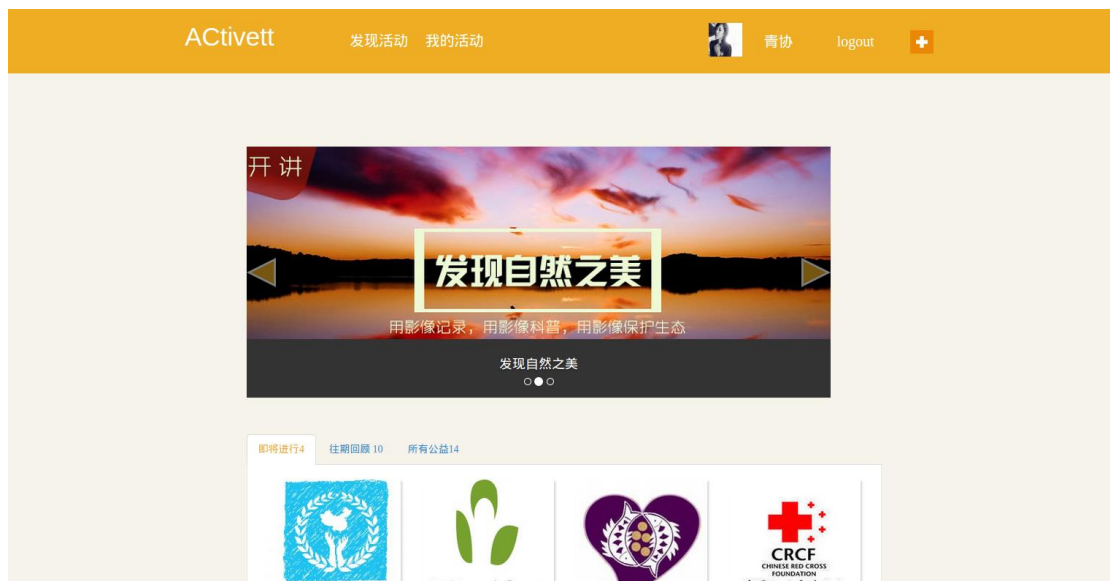 ACtivett 发现活动 我的活动 青协 logout
开 讲
发现自然之美
用影像记录，用影像科普，用影像保护生态
发现自然之美
即将进行4 往期回顾 10 所有公益14
CRCF
CHINESE RED CROSS
FOUNDATION